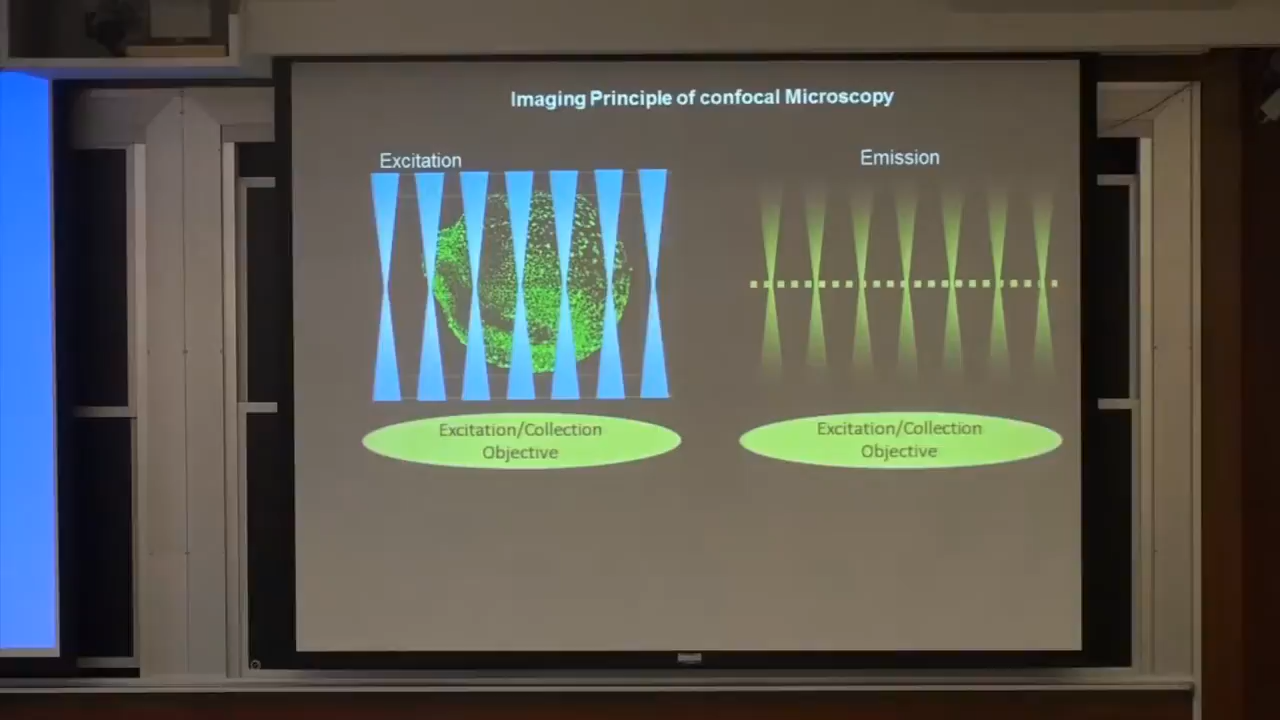 Imaging Principle of confocal Microscopy
Excitation
Emission
Excitation/Collection
Objective
Excitation/Collection
Objective